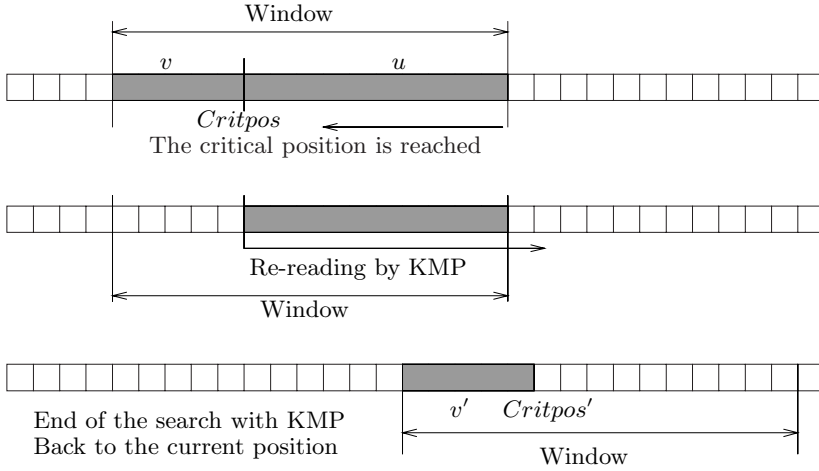 Window
v u
Critpos
The critical position is reached
Re-reading by KMP
Window
v′ Critpos'
End of the search with KMP
Back to the current position
Window